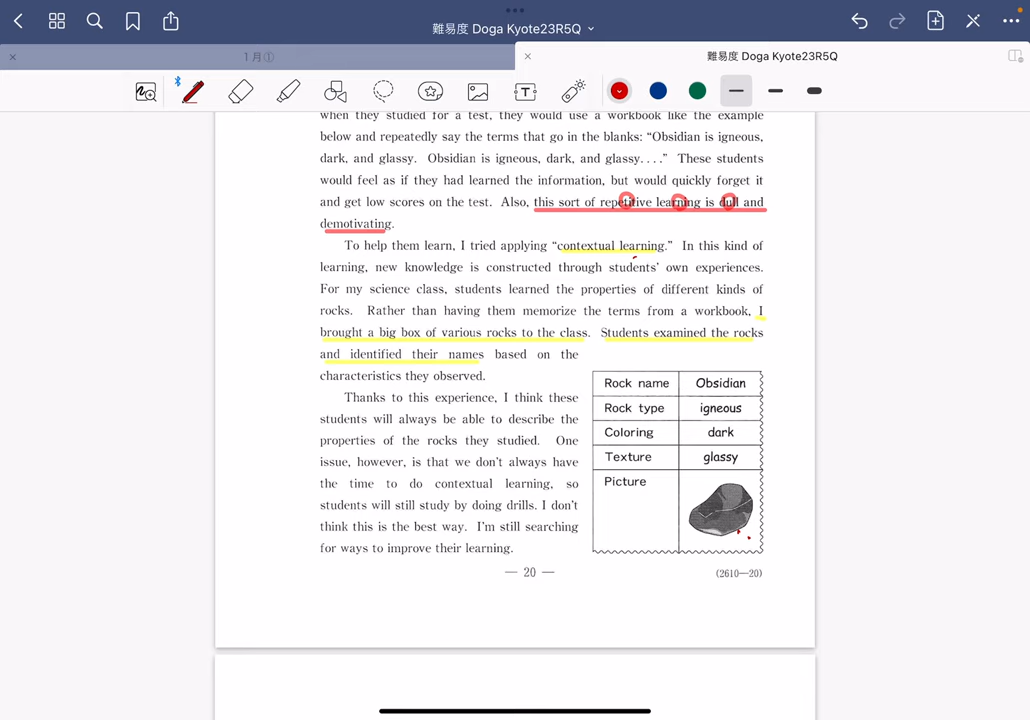 難易度 Doga Kyote23R5Q
1 月①
難易度 Doga Kyote23R5Q
when they studied for a test, they would use a workbook like the example
below and repeatedly say the terms that go in the blanks: “Obsidian is igneous,
dark, and glassy. Obsidian is igneous, dark, and glassy. . . .” These students
would feel as if they had learned the information, but would quickly forget it
and get low scores on the test. Also, this sort of repetitive learning is dull and
demotivating.
To help them learn, I tried applying “contextual learning.” In this kind of
learning, new knowledge is constructed through students’ own experiences.
For my science class, students learned the properties of different kinds of
rocks. Rather than having them memorize the terms from a workbook, I
brought a big box of various rocks to the class. Students examined the rocks
and identified their names based on the
characteristics they observed.
Thanks to this experience, I think these
students will always be able to describe the
properties of the rocks they studied. One
issue, however, is that we don’t always have
the time to do contextual learning, so
students will still study by doing drills. I don’t
think this is the best way. I’m still searching
for ways to improve their learning.
Rock name Obsidian
Rock type igneous
Coloring dark
Texture glassy
Picture
— 20 —
(2610—20)